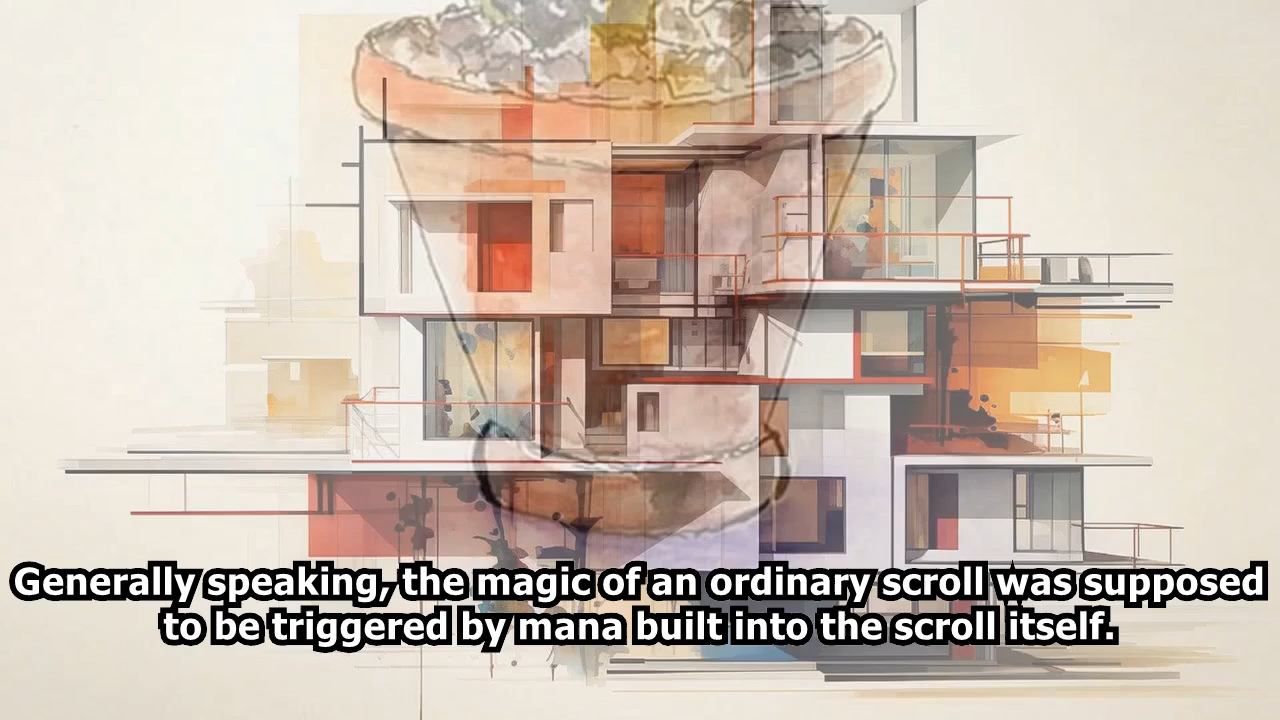 Generally speaking, the magic of an ordinary scroll was supposed
to be triggered by mana built into the scroll itself.